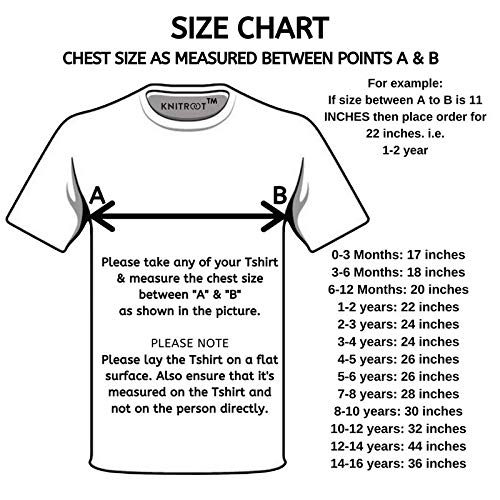 SIZE CHART
CHEST SIZE AS MEASURED BETWEEN POINTS A & B
For example:
If size between A to B is 11
INCHES then place order for
22 inches. i.e.
1-2 year
KNITROOT™
A
B
Please take any of your Tshirt
& measure the chest size
between "A" & "B"
as shown in the picture.
PLEASE NOTE
Please lay the Tshirt on a flat
surface. Also ensure that it's
measured on the Tshirt and
not on the person directly.
0-3 Months: 17 inches
3-6 Months: 18 inches
6-12 Months: 20 inches
1-2 years: 22 inches
2-3 years: 24 inches
3-4 years: 24 inches
4-5 years: 26 inches
5-6 years: 26 inches
7-8 years: 28 inches
8-10 years: 30 inches
10-12 years: 32 inches
12-14 years: 44 inches
14-16 years: 36 inches